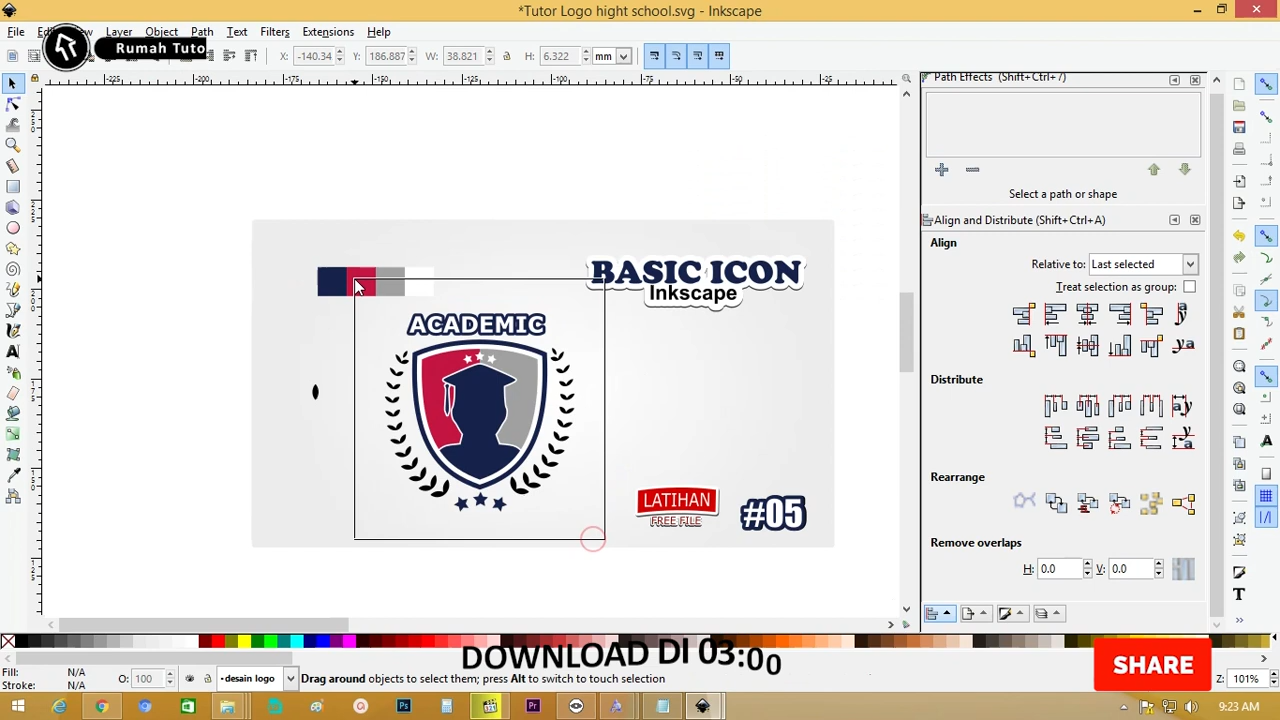 *Tutor Logo hight school.svg - Inkscape
File
Layer
Object
Path
Text
Filters
Extensions
Help
Rumah Tuto
X: -140.34
Y: 186.887
W: 38.821
H: 6.322
mm
Path Effects (Shift+Ctrl+7)
Select a path or shape
Align and Distribute (Shift+Ctrl+A)
Align
Relative to: Last selected
Treat selection as group:
Distribute
Rearrange
Remove overlaps
H: 0.0
V: 0.0
BASIC ICON
Inkscape
ACADEMIC
LATIHAN
FREE FILE
#05
DOWNLOAD DI 03:00
SHARE
Fill: N/A
Stroke: N/A
O: 100
desain logo
Drag around objects to select them; press Alt to switch to touch selection
Z: 101%
9:23 AM